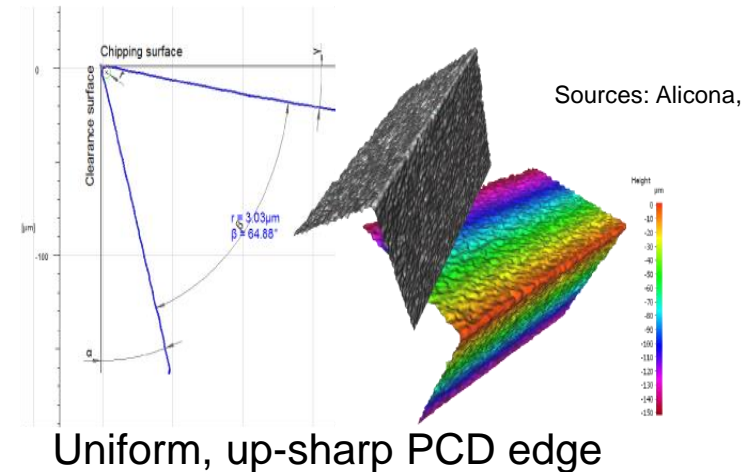 Chipping surface
γ
0
Clearance surface
Sources: Alicona,
r = 3.03µm
β = 64.88°
[µm]
-100
α
Height
µm
10
0
-10
-20
-30
-40
-50
-60
-70
-80
-90
-100
-110
-120
-130
-140
-150
Uniform, up-sharp PCD edge